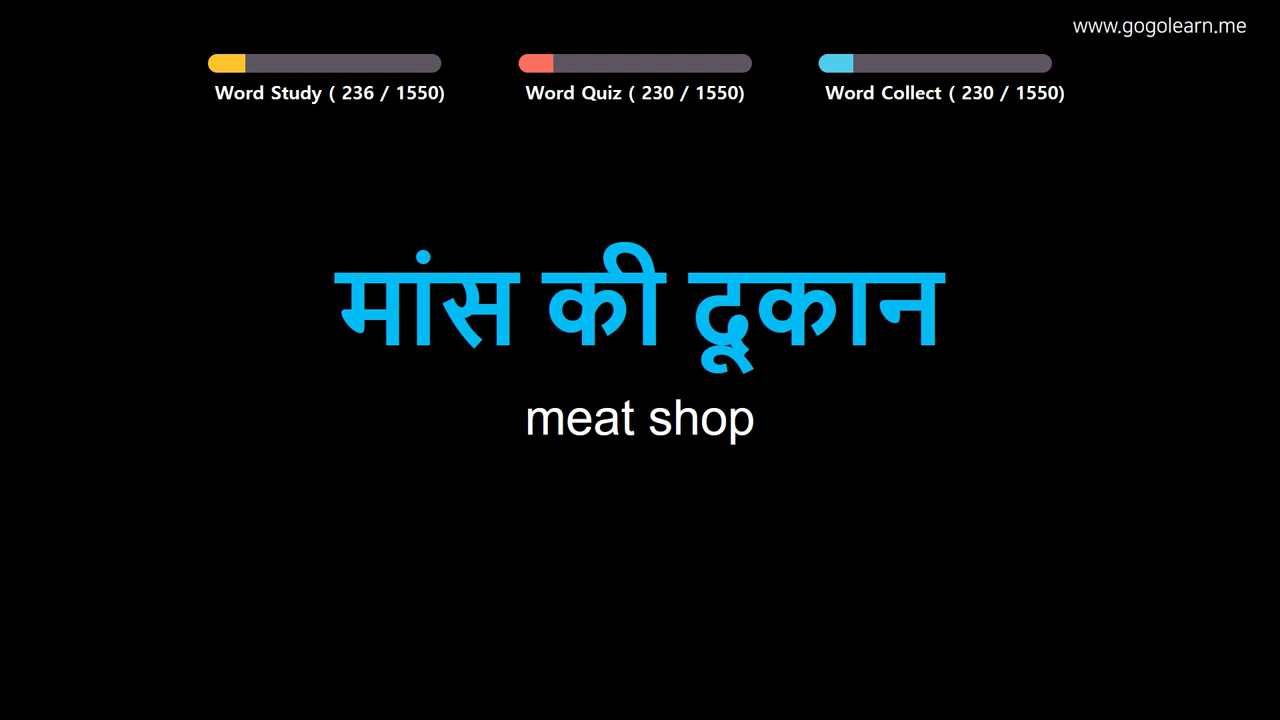 www.gogolearn.me
Word Study ( 236 / 1550)
Word Quiz ( 230 / 1550)
Word Collect ( 230 / 1550)
मांस की दूकान
meat shop